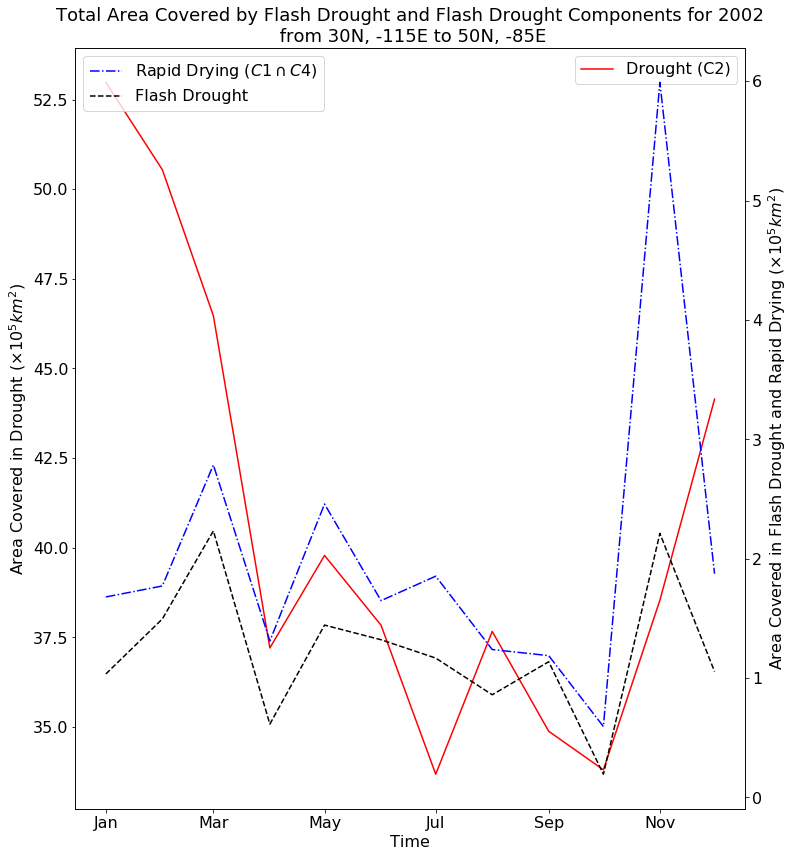 Total Area Covered by Flash Drought and Flash Drought Components for 2002
from 30N, -115E to 50N, -85E
Rapid Drying (C1 ∩ C4)
Flash Drought
Drought (C2)
Area Covered in Drought (×10⁵km²)
52.5
50.0
47.5
45.0
42.5
40.0
37.5
35.0
6
5
4
3
2
1
0
Area Covered in Flash Drought and Rapid Drying (×10⁵km²)
Jan
Mar
May
Jul
Sep
Nov
Time